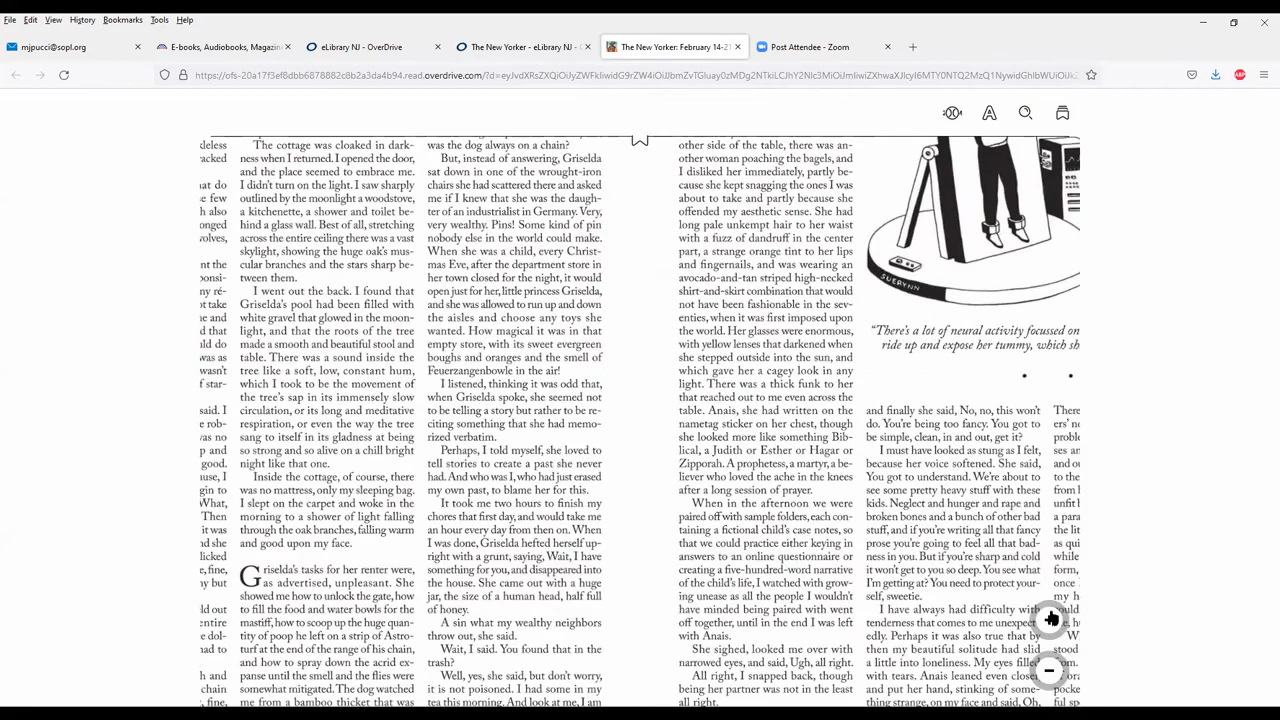 File Edit View History Bookmarks Tools Help
mjpucci@sopl.org
E-books, Audiobooks, Magazin
eLibrary NJ - OverDrive
The New Yorker - eLibrary NJ - O
The New Yorker: February 14-21
Post Attendee - Zoom
The cottage was cloaked in dark-
ness when I returned. I opened the door,
and the place seemed to embrace me.
I didn't turn on the light. I saw sharply
outlined by the moonlight a woodstove,
a kitchenette, a shower and toilet be-
hind a glass wall. Best of all, stretching
across the entire ceiling there was a vast
skylight, showing the huge oak's mus-
cular branches and the stars sharp be-
tween them.
I went out the back. I found that
Griselda's pool had been filled with
white gravel that glowed in the moon-
light, and that the roots of the tree
made a smooth and beautiful stool and
table. There was a sound inside the
tree like a soft, low, constant hum,
which I took to be the movement of
the tree's sap in its immensely slow
circulation, or its long and meditative
respiration, or even the way the tree
sang to itself in its gladness at being
so strong and so alive on a chill bright
night like that one.
Inside the cottage, of course, there
was no mattress, only my sleeping bag.
I slept on the carpet and woke in the
morning to a shower of light falling
through the oak branches, falling warm
and good upon my face.
Griselda's tasks for her renter were,
as advertised, unpleasant. She
showed me how to unlock the gate, how
to fill the food and water bowls for the
mastiff, how to scoop up the huge quan-
tity of poop he left on a strip of Astro-
turf at the end of the range of his chain,
and how to spray down the acrid ex-
panse until the smell and the flies were
somewhat mitigated. The dog watched
me from a bamboo thicket that was
was the dog always on a chain?
But, instead of answering, Griselda
sat down in one of the wrought-iron
chairs she had scattered there and asked
me if I knew that she was the daugh-
ter of an industrialist in Germany. Very,
very wealthy. Pins! Some kind of pin
nobody else in the world could make.
When she was a child, every Christ-
mas Eve, after the department store in
her town closed for the night, it would
open just for her, little princess Griselda,
and she was allowed to run up and down
the aisles and choose any toys she
wanted. How magical it was in that
empty store, with its sweet evergreen
boughs and oranges and the smell of
Feuerzangenbowle in the air!
I listened, thinking it was odd that,
when Griselda spoke, she seemed not
to be telling a story but rather to be re-
citing something that she had memo-
rized verbatim.
Perhaps, I told myself, she loved to
tell stories to create a past she never
had. And who was I, who had just erased
my own past, to blame her for this.
It took me two hours to finish my
chores that first day, and would take me
an hour every day from then on. When
I was done, Griselda hefted herself up-
right with a grunt, saying, Wait, I have
something for you, and disappeared into
the house. She came out with a huge
jar, the size of a human head, half full
of honey.
A sin what my wealthy neighbors
throw out, she said.
Wait, I said. You found that in the
trash?
Well, yes, she said, but don't worry,
it is not poisoned. I had some in my
tea this morning. And look at me, I am
other side of the table, there was an-
other woman poaching the bagels, and
I disliked her immediately, partly be-
cause she kept snagging the ones I was
about to take and partly because she
offended my aesthetic sense. She had
long pale unkempt hair to her waist
with a fuzz of dandruff in the center
part, a strange orange tint to her lips
and fingernails, and was wearing an
avocado-and-tan striped high-necked
shirt-and-skirt combination that would
not have been fashionable in the sev-
enties, when it was first imposed upon
the world. Her glasses were enormous,
with yellow lenses that darkened when
she stepped outside into the sun, and
which gave her a cagey look in any
light. There was a thick funk to her
that reached out to me even across the
table. Anais, she had written on the
nametag sticker on her chest, though
she looked more like something Bib-
lical, a Judith or Esther or Hagar or
Zipporah. A prophetess, a martyr, a be-
liever who loved the ache in the knees
after a long session of prayer.
When in the afternoon we were
paired off with sample folders, each con-
taining a fictional child's case notes, so
that we could practice either keying in
answers to an online questionnaire or
creating a five-hundred-word narrative
of the child's life, I watched with grow-
ing unease as all the people I wouldn't
have minded being paired with went
off together, until in the end I was left
with Anais.
She sighed, looked me over with
narrowed eyes, and said, Ugh, all right.
All right, I snapped back, though
being her partner was not in the least
all right.
SUERYNN
"There's a lot of neural activity focussed on
ride up and expose her tummy, which sh
and finally she said, No, no, this won't
do. You're being too fancy. You got to
be simple, clean, in and out, get it?
I must have looked as stung as I felt,
because her voice softened. She said,
You got to understand. We're about to
see some pretty heavy stuff with these
kids. Neglect and hunger and rape and
broken bones and a bunch of other bad
stuff, and if you're writing all that fancy
prose you're going to feel all that bad-
ness in you. But if you're sharp and cold
it won't get to you so deep. You see what
I'm getting at? You need to protect your-
self, sweetie.
I have always had difficulty with
tenderness that comes to me unexpect-
edly. Perhaps it was also true that by
then my beautiful solitude had slid
a little into loneliness. My eyes filled
with tears. Anais leaned even closer
and put her hand, stinking of some-
thing strange, on my face and said, Oh,